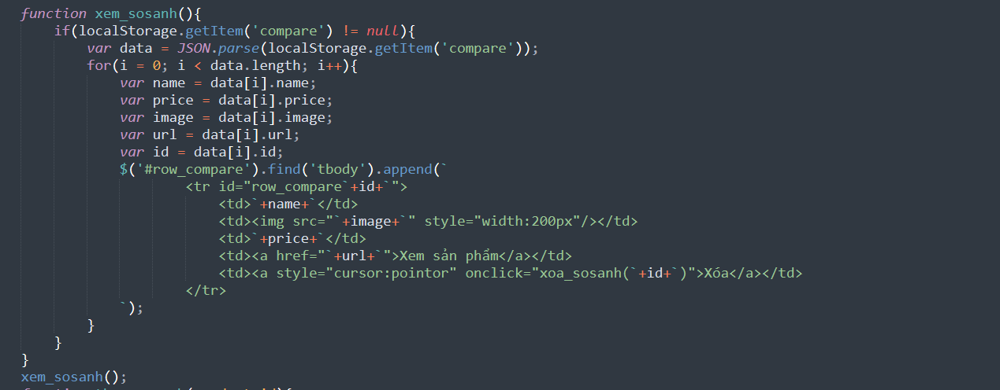 function xem_sosanh(){
if(localStorage.getItem('compare') != null){
var data = JSON.parse(localStorage.getItem('compare'));
for(i = 0; i < data.length; i++){
var name = data[i].name;
var price = data[i].price;
var image = data[i].image;
var url = data[i].url;
var id = data[i].id;
$('#row_compare').find('tbody').append(`
<tr id="row_compare`+id+`">
<td>`+name+`</td>
<td><img src="`+image+`" style="width:200px"/></td>
<td>`+price+`</td>
<td><a href="`+url+`">Xem sản phẩm</a></td>
<td><a style="cursor:pointor" onclick="xoa_sosanh(`+id+`)">Xóa</a></td>
</tr>
`);
}
}
}
xem_sosanh();